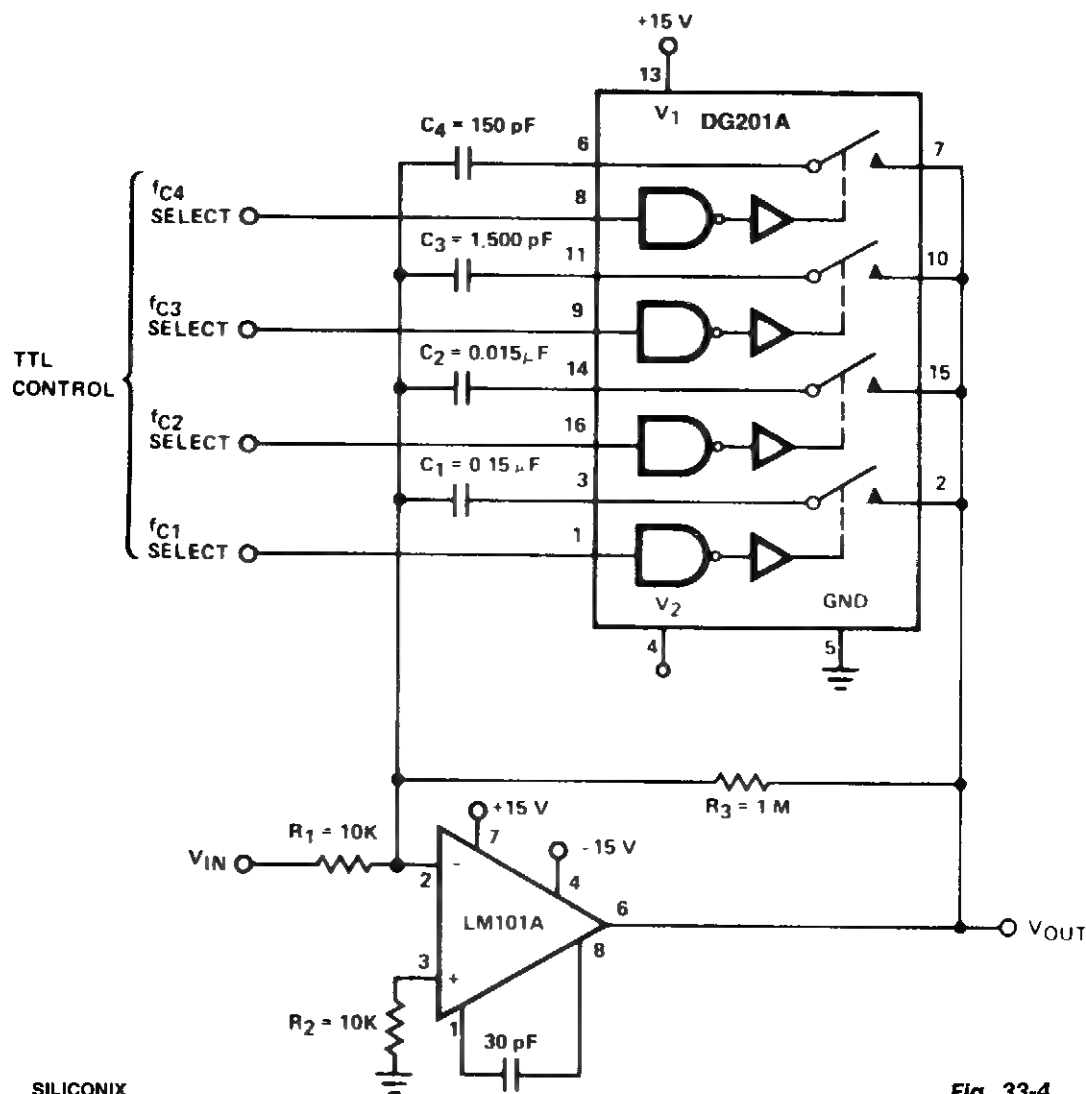 +15 V
13
V1
DG201A
C4 = 150 pF
6
7
fC4
SELECT
8
C3 = 1,500 pF
11
10
fC3
SELECT
9
TTL
CONTROL
C2 = 0.015 µF
14
15
fC2
SELECT
16
C1 = 0 15 µF
3
2
fC1
SELECT
1
V2
GND
4
5
R3 = 1 M
+15 V
R1 = 10K
7
-15 V
VIN
2
-
4
LM101A
6
VOUT
8
3
+
R2 = 10K
1
30 pF
SILICONIX
Fig. 33-4